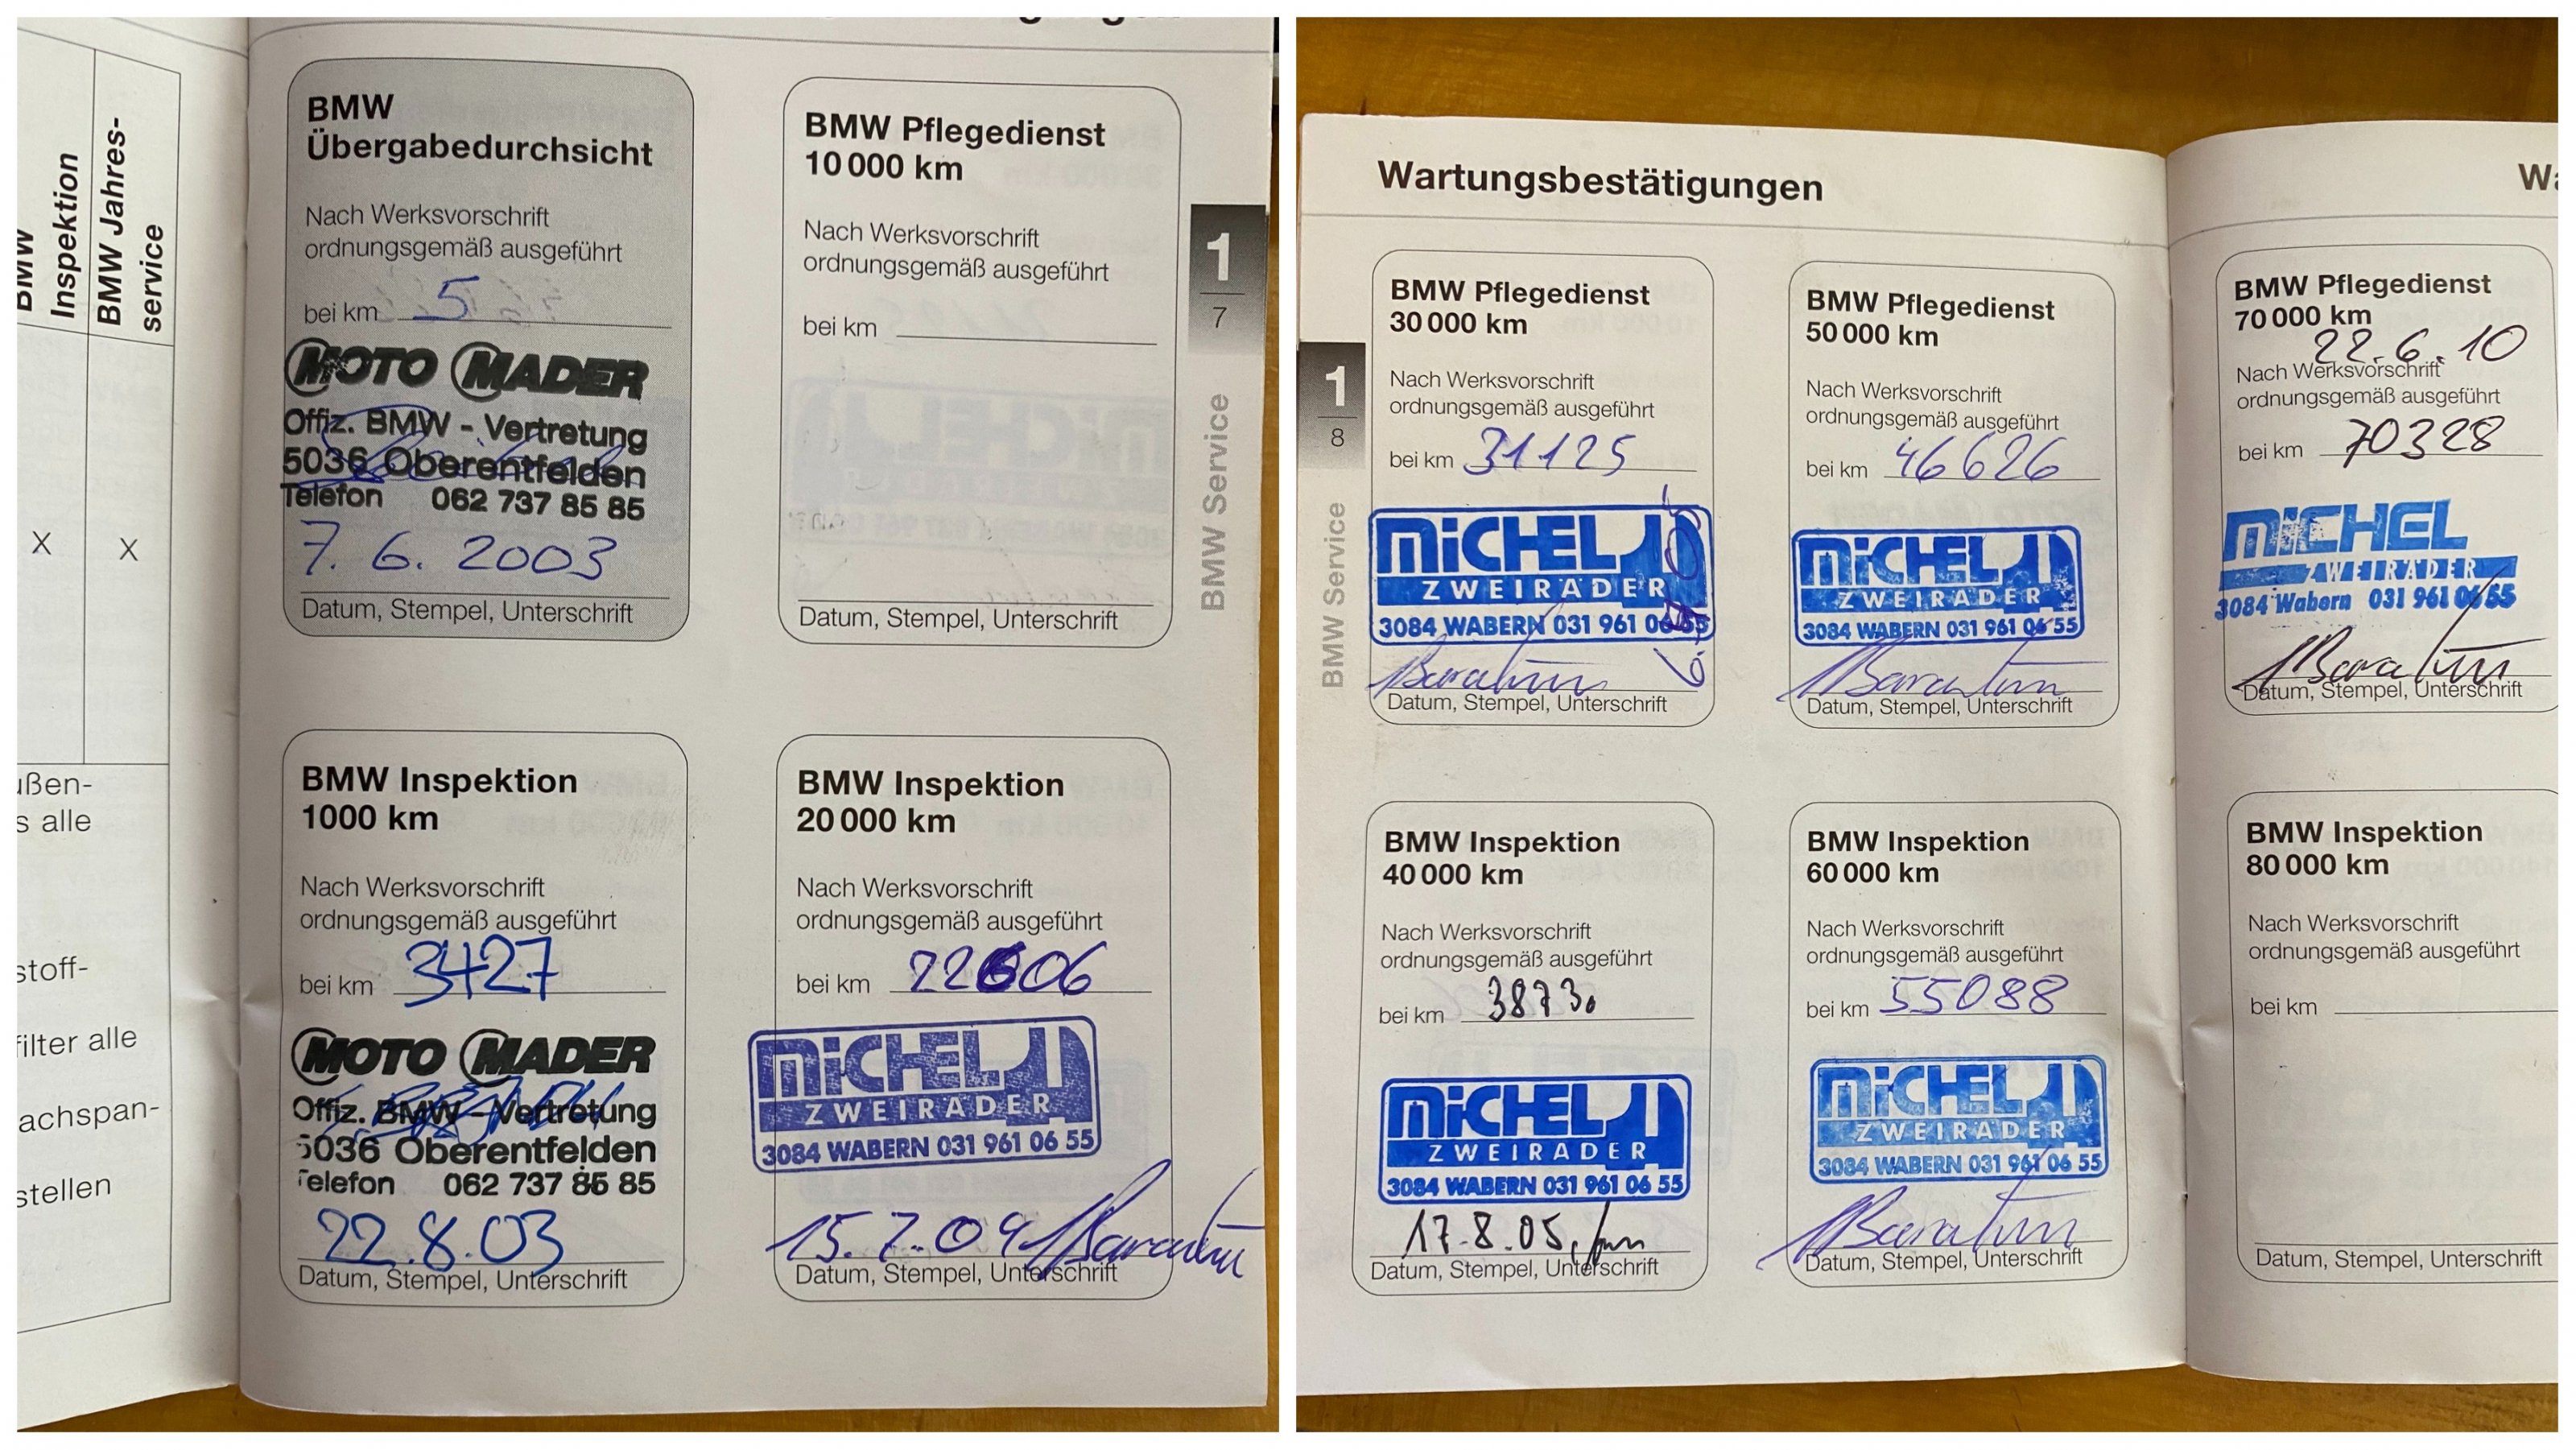 BMW
Inspektion
BMW Jahres-
service
X
X
ußen-
s alle
stoff-
filter alle
achspan-
stellen
BMW
Übergabedurchsicht
Nach Werksvorschrift
ordnungsgemäß ausgeführt
bei km 5
MOTO MADER
Offiz. BMW - Vertretung
5036 Oberentfelden
Telefon 062 737 85 85
7. 6. 2003
Datum, Stempel, Unterschrift
BMW Pflegedienst
10 000 km
Nach Werksvorschrift
ordnungsgemäß ausgeführt
bei km
Datum, Stempel, Unterschrift
1
7
BMW Service
BMW Inspektion
1000 km
Nach Werksvorschrift
ordnungsgemäß ausgeführt
bei km 3427
MOTO MADER
Offiz. BMW - Vertretung
5036 Oberentfelden
Telefon 062 737 85 85
22.8.03
Datum, Stempel, Unterschrift
BMW Inspektion
20 000 km
Nach Werksvorschrift
ordnungsgemäß ausgeführt
bei km 22606
MiCHEL
ZWEIRÄDER
3084 WABERN 031 961 06 55
15.7.04
Datum, Stempel, Unterschrift
Wartungsbestätigungen
1
8
BMW Service
BMW Pflegedienst
30 000 km
Nach Werksvorschrift
ordnungsgemäß ausgeführt
bei km 31125
MiCHEL
ZWEIRÄDER
3084 WABERN 031 961 06 55
Datum, Stempel, Unterschrift
BMW Pflegedienst
50 000 km
Nach Werksvorschrift
ordnungsgemäß ausgeführt
bei km 46626
MiCHEL
ZWEIRÄDER
3084 WABERN 031 961 06 55
Datum, Stempel, Unterschrift
BMW Inspektion
40 000 km
Nach Werksvorschrift
ordnungsgemäß ausgeführt
bei km 38730
MiCHEL
ZWEIRÄDER
3084 WABERN 031 961 06 55
17.8.05
Datum, Stempel, Unterschrift
BMW Inspektion
60 000 km
Nach Werksvorschrift
ordnungsgemäß ausgeführt
bei km 55088
MiCHEL
ZWEIRÄDER
3084 WABERN 031 961 06 55
Datum, Stempel, Unterschrift
BMW Pflegedienst
70 000 km
22.6.10
Nach Werksvorschrift
ordnungsgemäß ausgeführt
bei km 70328
MiCHEL
ZWEIRÄDER
3084 Wabern 031 961 06 55
Datum, Stempel, Unterschrift
BMW Inspektion
80 000 km
Nach Werksvorschrift
ordnungsgemäß ausgeführt
bei km
Datum, Stempel, Unterschrift